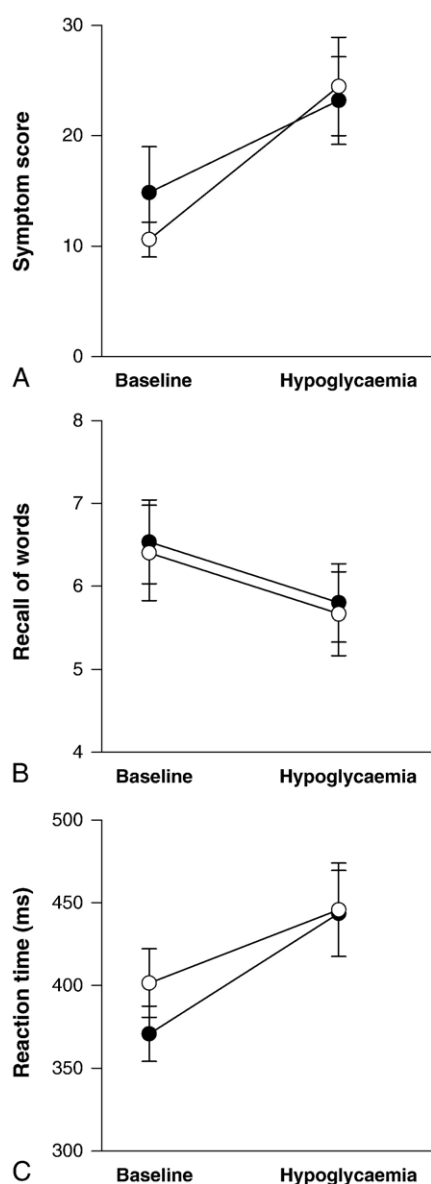 30
20
10
0
Symptom score
Baseline Hypoglycaemia
A
8
7
6
5
4
Recall of words
Baseline Hypoglycaemia
B
500
450
400
350
300
Reaction time (ms)
Baseline Hypoglycaemia
C